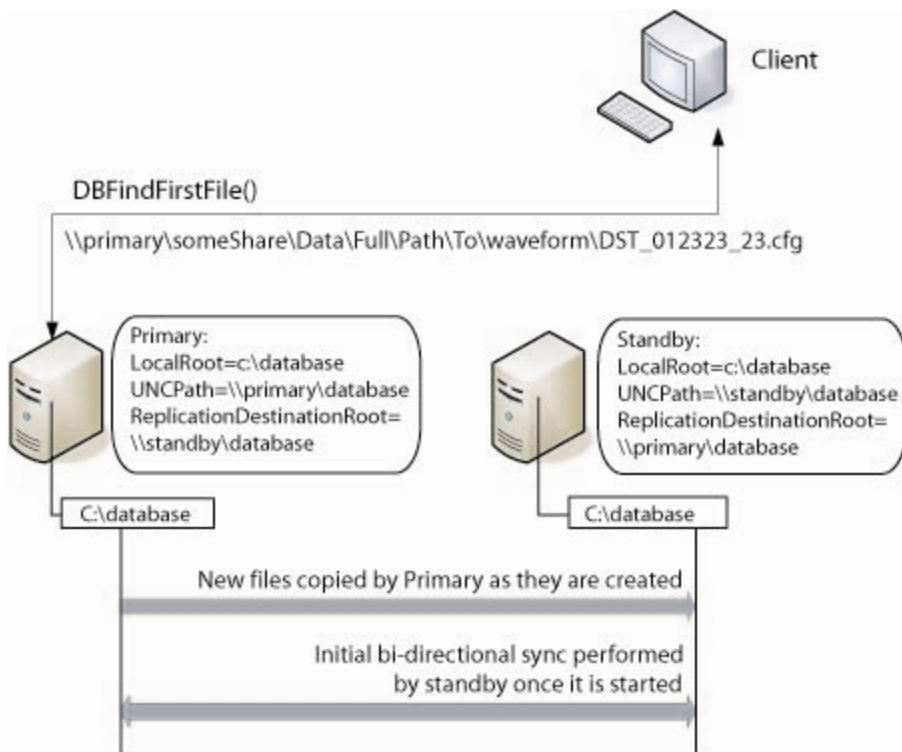 Client
DBFindFirstFile()
\\primary\someShare\Data\Full\Path\To\waveform\DST_012323_23.cfg
Primary:
LocalRoot=c:\database
UNCPath=\\primary\database
ReplicationDestinationRoot=
\\standby\database
Standby:
LocalRoot=c:\database
UNCPath=\\standby\database
ReplicationDestinationRoot=
\\primary\database
C:\database
C:\database
New files copied by Primary as they are created
Initial bi-directional sync performed
by standby once it is started